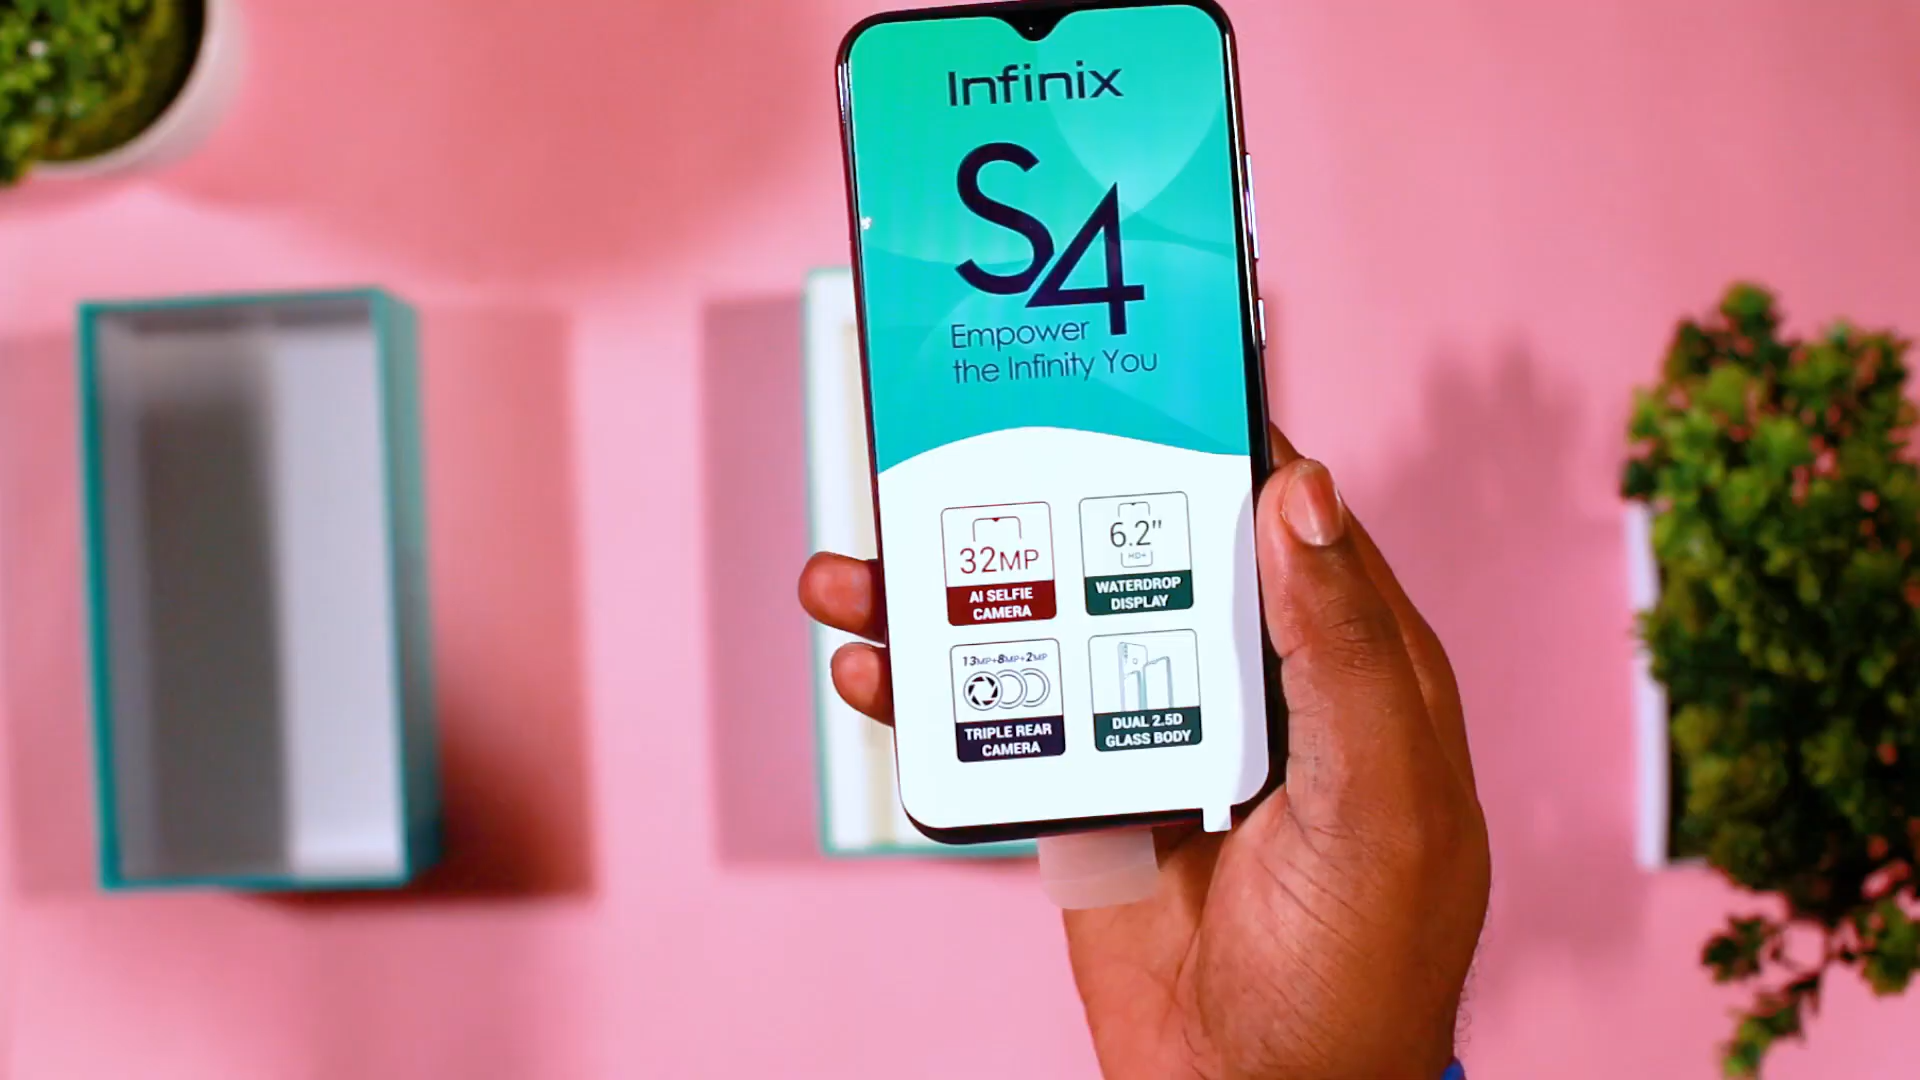 Infinix
S4
Empower
the Infinity You
32MP
AI SELFIE
CAMERA
6.2"
HD+
WATERDROP
DISPLAY
13MP+8MP+2MP
TRIPLE REAR
CAMERA
DUAL 2.5D
GLASS BODY